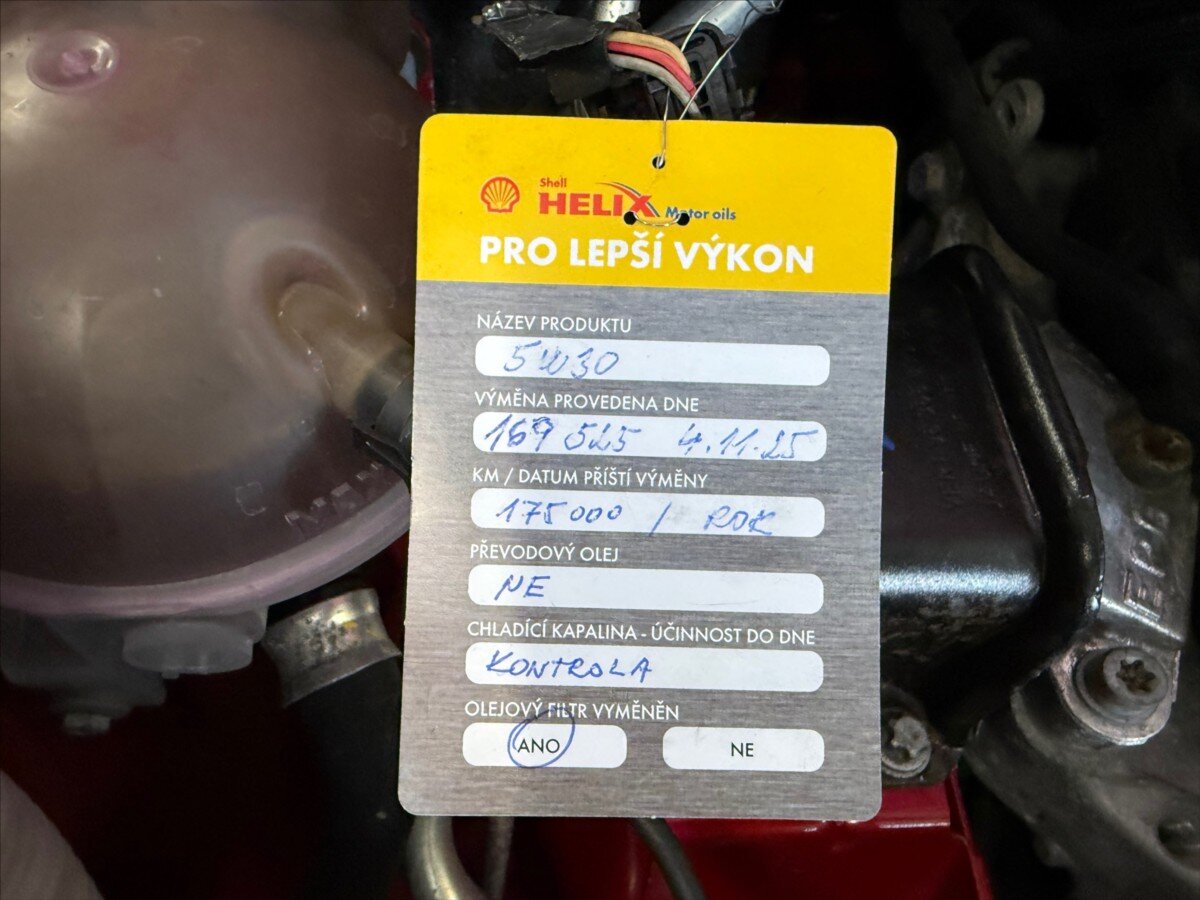 Shell
HELIX Motor oils
PRO LEPŠÍ VÝKON
NÁZEV PRODUKTU
5W30
VÝMĚNA PROVEDENA DNE
169 525 4.11.25
KM / DATUM PŘÍŠTÍ VÝMĚNY
175000 / ROK
PŘEVODOVÝ OLEJ
NE
CHLADÍCÍ KAPALINA - ÚČINNOST DO DNE
KONTROLA
OLEJOVÝ FILTR VYMĚNĚN
ANO NE